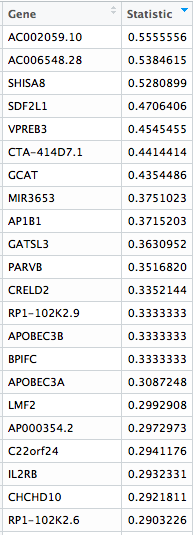 Gene Statistic
AC002059.10 0.5555556
AC006548.28 0.5384615
SHISA8 0.5280899
SDF2L1 0.4706406
VPREB3 0.4545455
CTA-414D7.1 0.4414414
GCAT 0.4354486
MIR3653 0.3751023
AP1B1 0.3715203
GATSL3 0.3630952
PARVB 0.3516820
CRELD2 0.3352144
RP1-102K2.9 0.3333333
APOBEC3B 0.3333333
BPIFC 0.3333333
APOBEC3A 0.3087248
LMF2 0.2992908
AP000354.2 0.2972973
C22orf24 0.2941176
IL2RB 0.2932331
CHCHD10 0.2921811
RP1-102K2.6 0.2903226